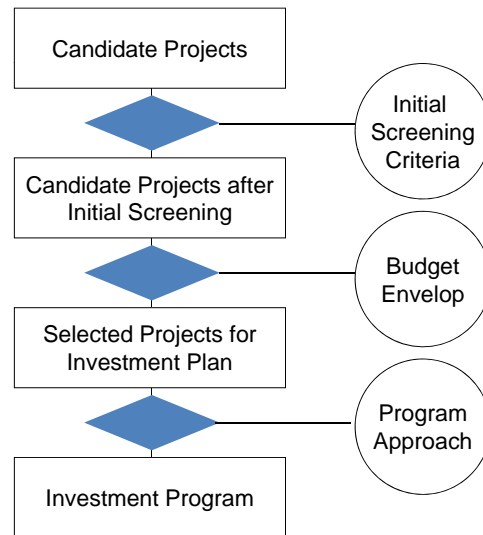 Candidate Projects
Initial
Screening
Criteria
Candidate Projects after
Initial Screening
Budget
Envelop
Selected Projects for
Investment Plan
Program
Approach
Investment Program